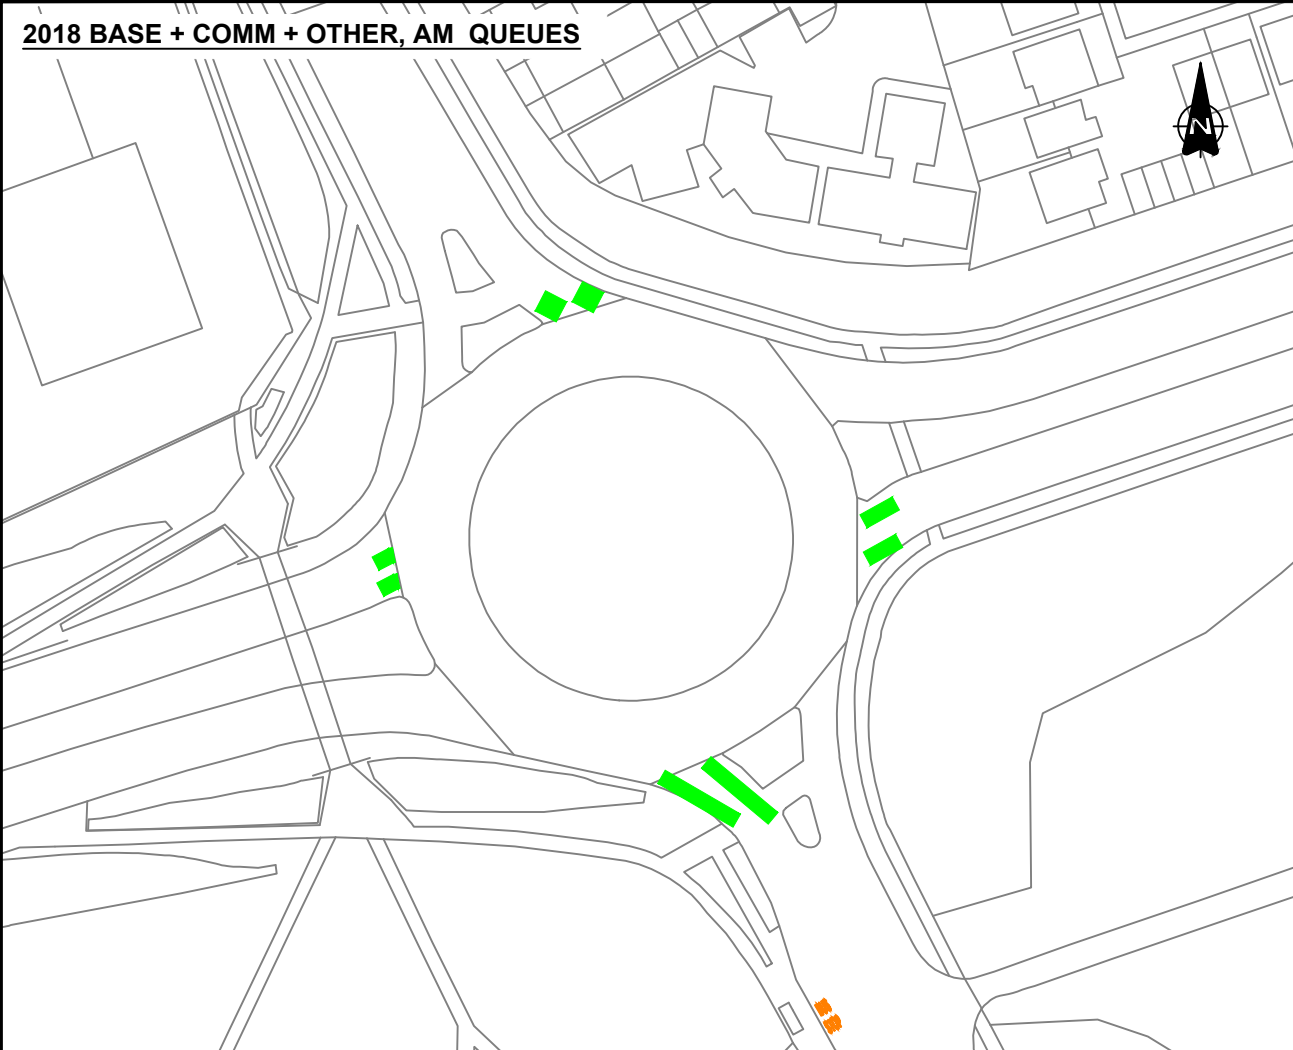 2018 BASE + COMM + OTHER, AM QUEUES
N